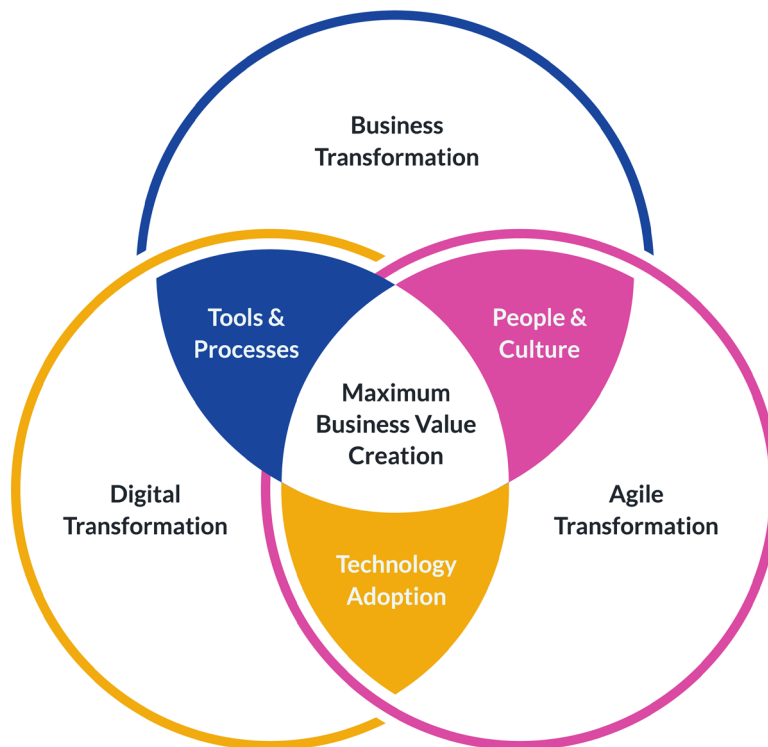 Business
Transformation
Tools &
Processes
People &
Culture
Maximum
Business Value
Creation
Digital
Transformation
Agile
Transformation
Technology
Adoption